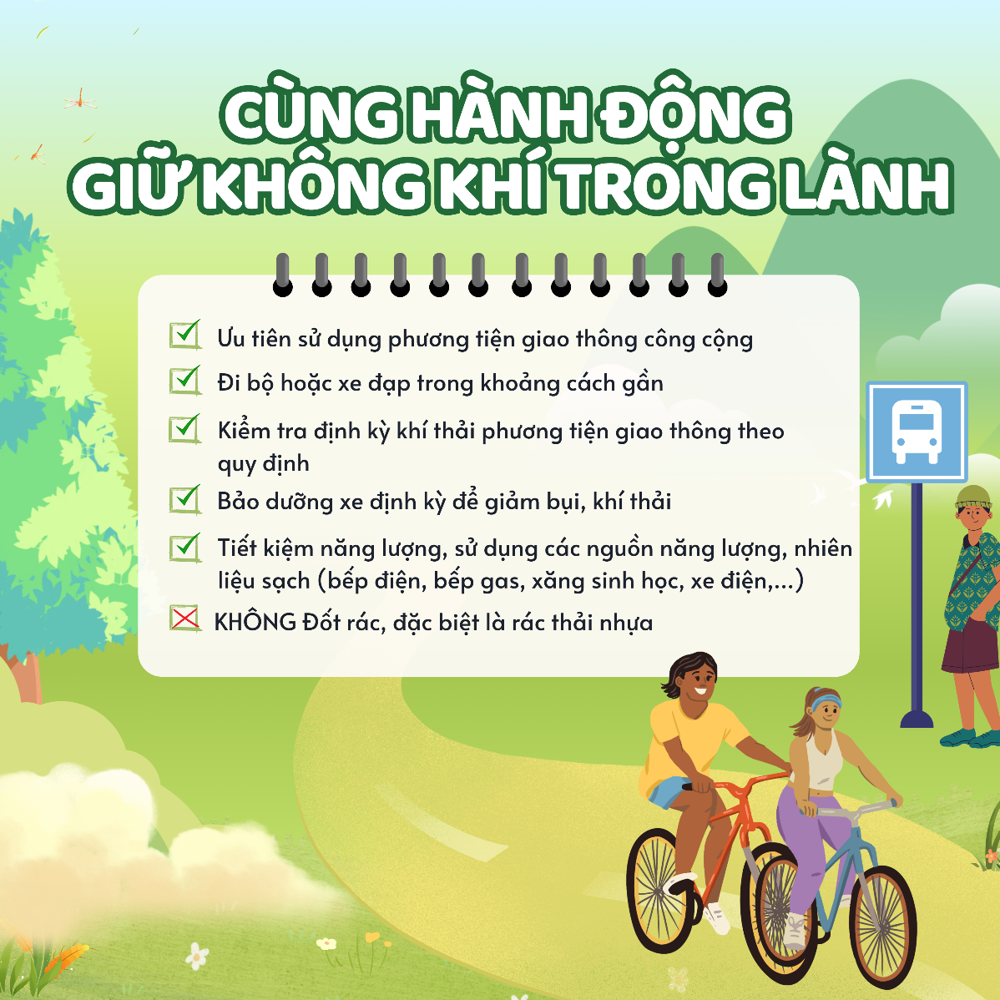 CÙNG HÀNH ĐỘNG
GIỮ KHÔNG KHÍ TRONG LÀNH
Ưu tiên sử dụng phương tiện giao thông công cộng
Đi bộ hoặc xe đạp trong khoảng cách gần
Kiểm tra định kỳ khí thải phương tiện giao thông theo
quy định
Bảo dưỡng xe định kỳ để giảm bụi, khí thải
Tiết kiệm năng lượng, sử dụng các nguồn năng lượng, nhiên
liệu sạch (bếp điện, bếp gas, xăng sinh học, xe điện,...)
KHÔNG Đốt rác, đặc biệt là rác thải nhựa